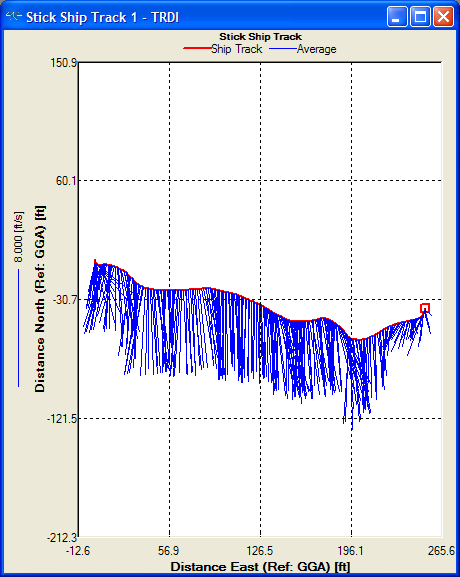 Stick Ship Track 1 - TRDI
Stick Ship Track
Ship Track Average
150.9
60.1
-30.7
-121.5
-212.3
8.000 [ft/s]
Distance North (Ref: GGA) [ft]
-12.6 56.9 126.5 196.1 265.6
Distance East (Ref: GGA) [ft]